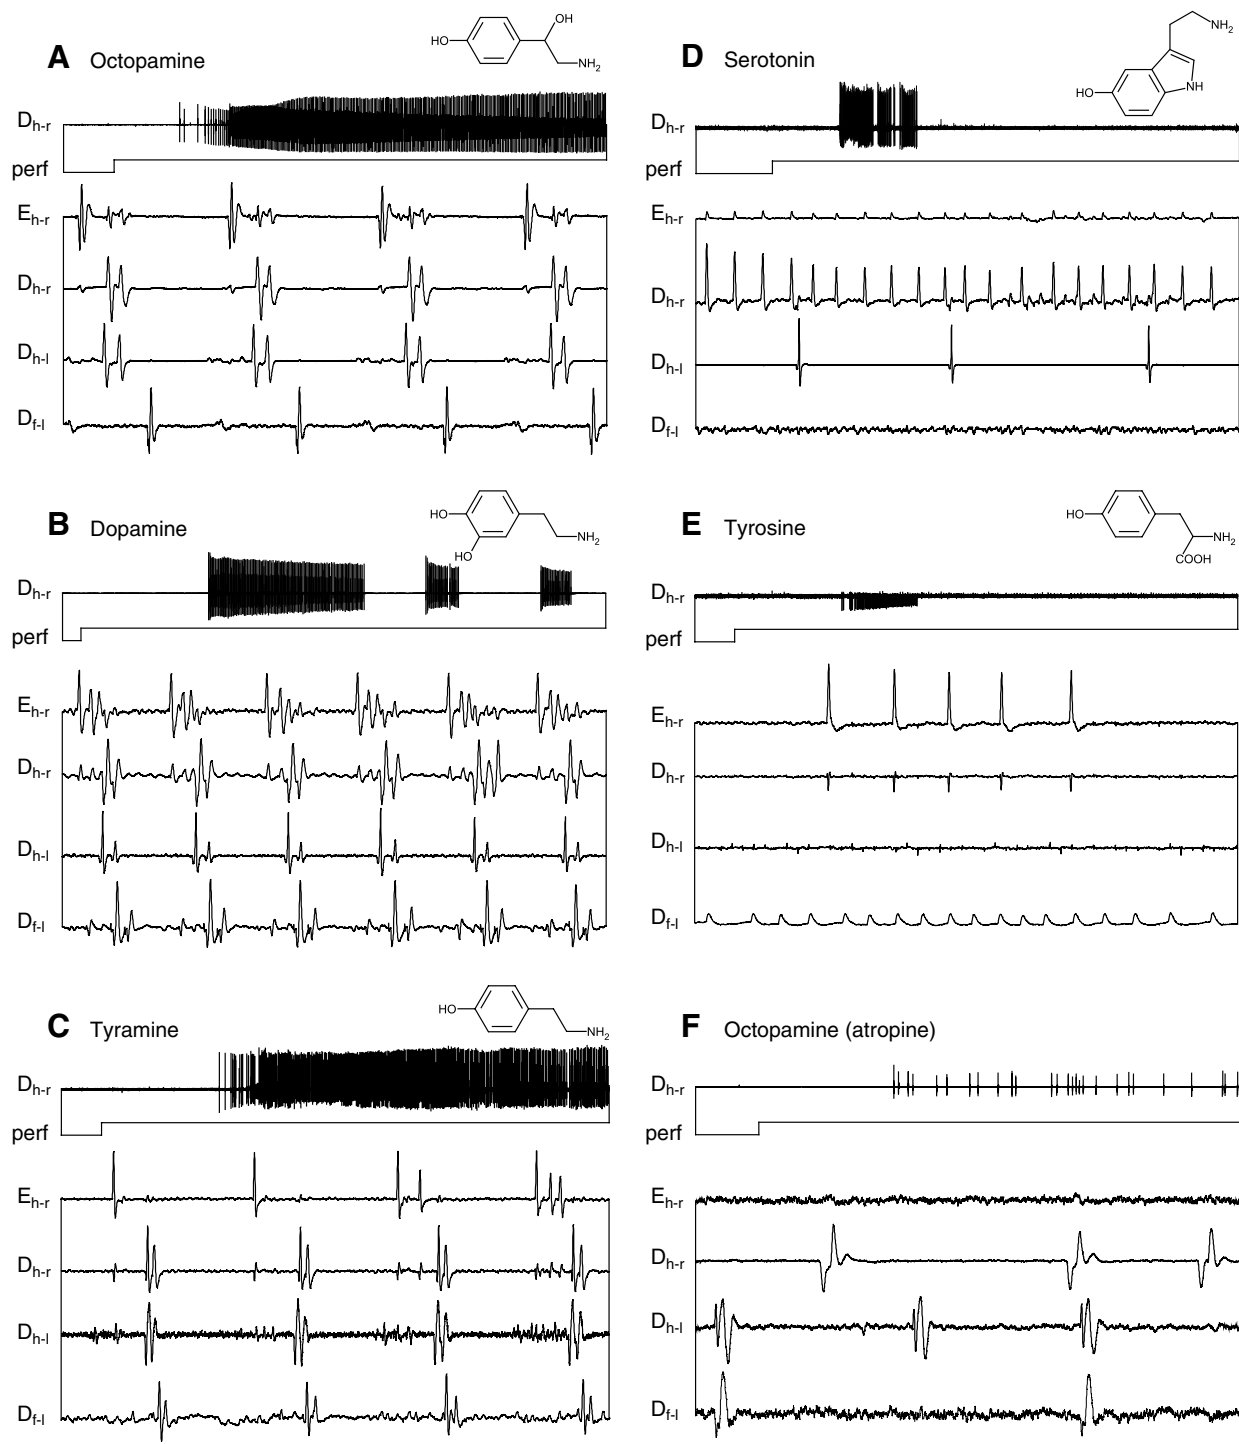 A Octopamine
OH
HO
NH2
Dh-r
perf
Eh-r
Dh-r
Dh-l
Df-l
B Dopamine
HO
HO
NH2
Dh-r
perf
Eh-r
Dh-r
Dh-l
Df-l
C Tyramine
HO
NH2
Dh-r
perf
Eh-r
Dh-r
Dh-l
Df-l
D Serotonin
NH2
HO
NH
Dh-r
perf
Eh-r
Dh-r
Dh-l
Df-l
E Tyrosine
HO
NH2
COOH
Dh-r
perf
Eh-r
Dh-r
Dh-l
Df-l
F Octopamine (atropine)
Dh-r
perf
Eh-r
Dh-r
Dh-l
Df-l